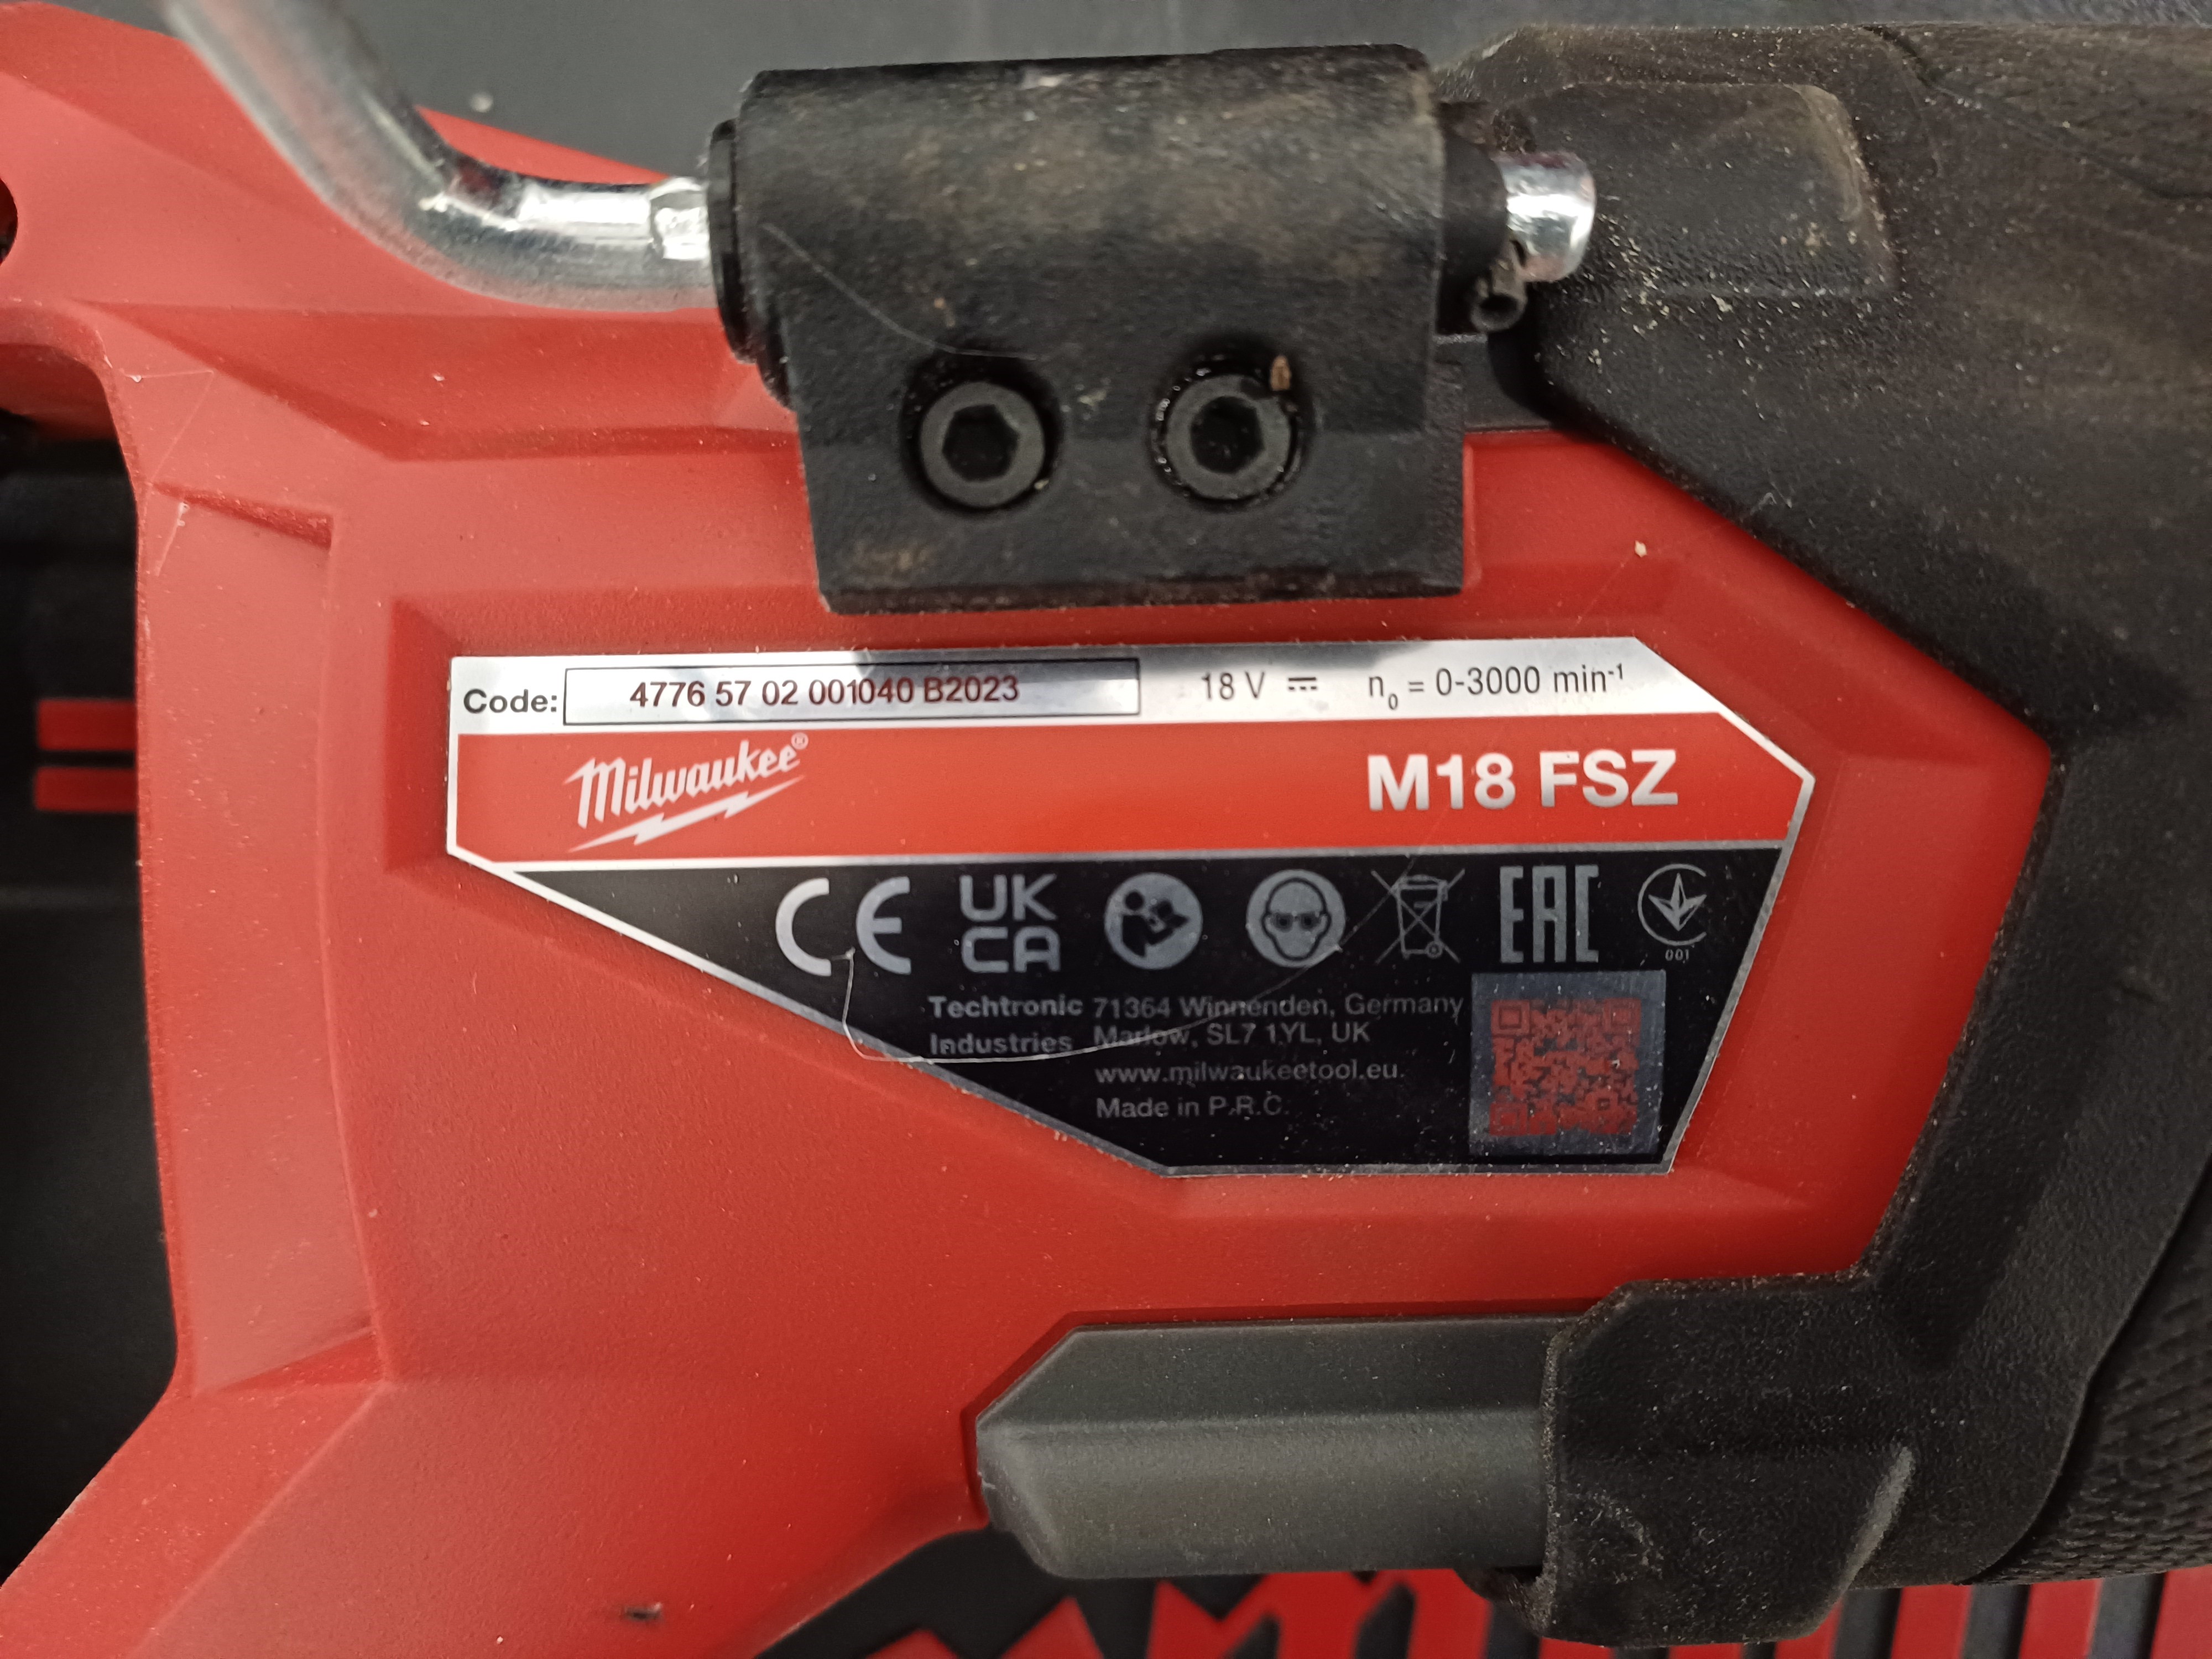 Code: 4776 57 02 001040 B2023 18 V n₀ = 0-3000 min⁻¹
Milwaukee® M18 FSZ
CE UK CA EAC 001
Techtronic Industries
71364 Winnenden, Germany
Marlow, SL7 1YL, UK
www.milwaukeetool.eu
Made in P.R.C.